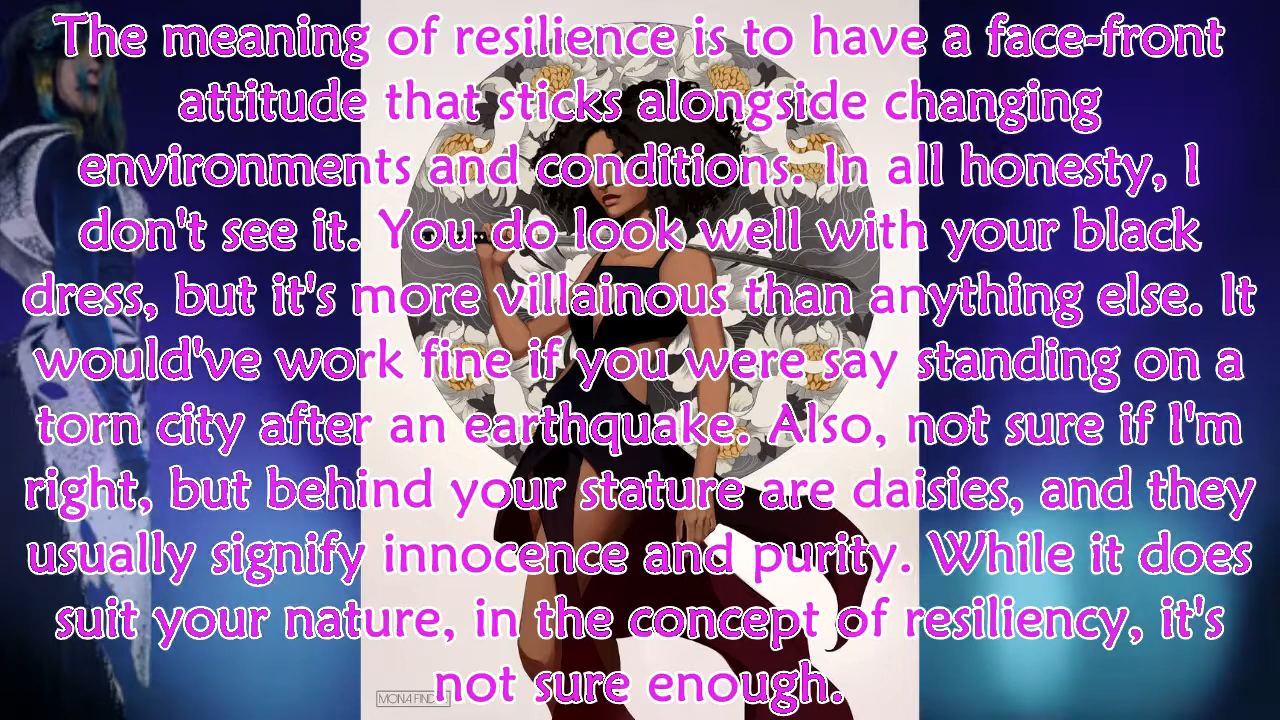 The meaning of resilience is to have a face-front
attitude that sticks alongside changing
environments and conditions. In all honesty, I
don't see it. You do look well with your black
dress, but it's more villainous than anything else. It
would've work fine if you were say standing on a
torn city after an earthquake. Also, not sure if I'm
right, but behind your stature are daisies, and they
usually signify innocence and purity. While it does
suit your nature, in the concept of resiliency, it's
not sure enough.
MONA FIND